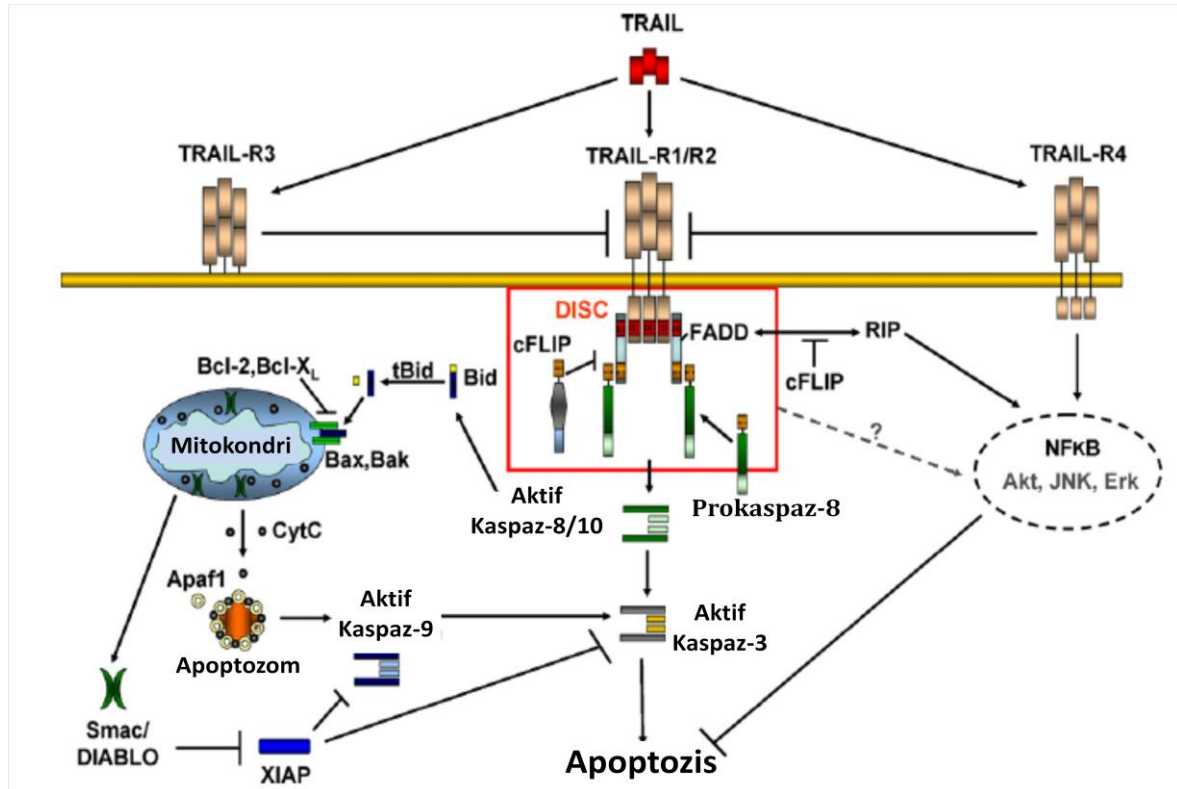 TRAIL
TRAIL-R3
TRAIL-R1/R2
TRAIL-R4
DISC
cFLIP
FADD
RIP
cFLIP
Bcl-2,Bcl-XL
tBid
Bid
Mitokondri
Bax,Bak
?
NFκB
Akt, JNK, Erk
Aktif
Kaspaz-8/10
Prokaspaz-8
CytC
Apaf1
Aktif
Kaspaz-9
Aktif
Kaspaz-3
Apoptozom
Smac/
DIABLO
XIAP
Apoptozis